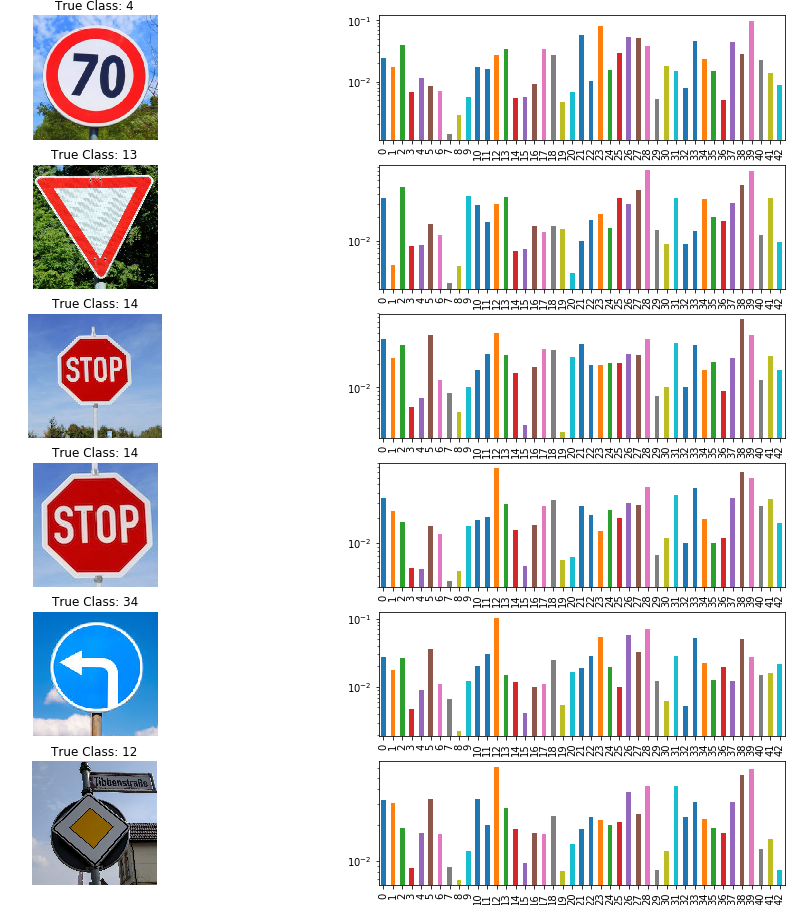 True Class: 4
70
10⁻¹
10⁻²
0 1 2 3 4 5 6 7 8 9 10 11 12 13 14 15 16 17 18 19 20 21 22 23 24 25 26 27 28 29 30 31 32 33 34 35 36 37 38 39 40 41 42
True Class: 13
10⁻²
0 1 2 3 4 5 6 7 8 9 10 11 12 13 14 15 16 17 18 19 20 21 22 23 24 25 26 27 28 29 30 31 32 33 34 35 36 37 38 39 40 41 42
True Class: 14
STOP
10⁻²
0 1 2 3 4 5 6 7 8 9 10 11 12 13 14 15 16 17 18 19 20 21 22 23 24 25 26 27 28 29 30 31 32 33 34 35 36 37 38 39 40 41 42
True Class: 14
STOP
10⁻²
0 1 2 3 4 5 6 7 8 9 10 11 12 13 14 15 16 17 18 19 20 21 22 23 24 25 26 27 28 29 30 31 32 33 34 35 36 37 38 39 40 41 42
True Class: 34
10⁻¹
10⁻²
0 1 2 3 4 5 6 7 8 9 10 11 12 13 14 15 16 17 18 19 20 21 22 23 24 25 26 27 28 29 30 31 32 33 34 35 36 37 38 39 40 41 42
True Class: 12
Tibbenstraße
10⁻²
0 1 2 3 4 5 6 7 8 9 10 11 12 13 14 15 16 17 18 19 20 21 22 23 24 25 26 27 28 29 30 31 32 33 34 35 36 37 38 39 40 41 42